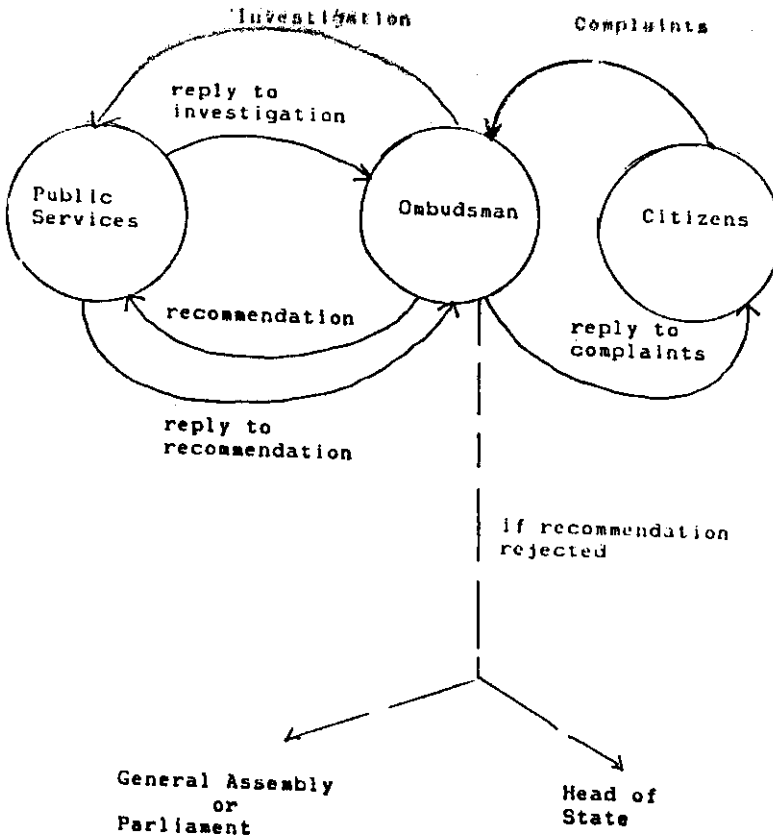 Investigation
Complaints
reply to
investigation
Public
Services
Ombudsman
Citizens
recommendation
reply to
complaints
reply to
recommendation
if recommendation
rejected
General Assembly
or
Parliament
Head of
State